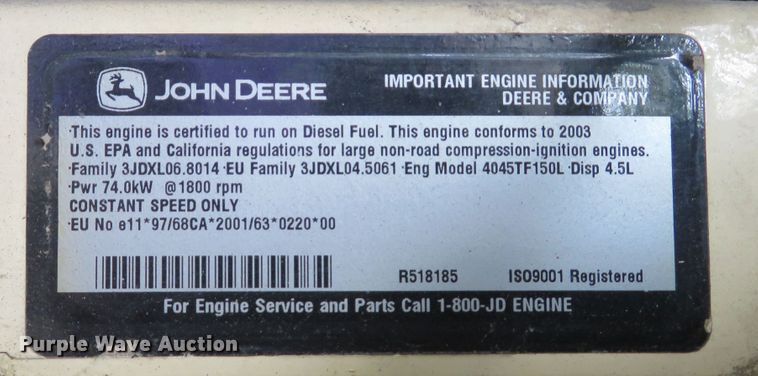 JOHN DEERE
IMPORTANT ENGINE INFORMATION
DEERE & COMPANY
·This engine is certified to run on Diesel Fuel. This engine conforms to 2003
U.S. EPA and California regulations for large non-road compression-ignition engines.
·Family 3JDXL06.8014 ·EU Family 3JDXL04.5061 ·Eng Model 4045TF150L ·Disp 4.5L
·Pwr 74.0kW @1800 rpm
CONSTANT SPEED ONLY
·EU No e11*97/68CA*2001/63*0220*00
R518185 ISO9001 Registered
For Engine Service and Parts Call 1-800-JD ENGINE
Purple Wave Auction